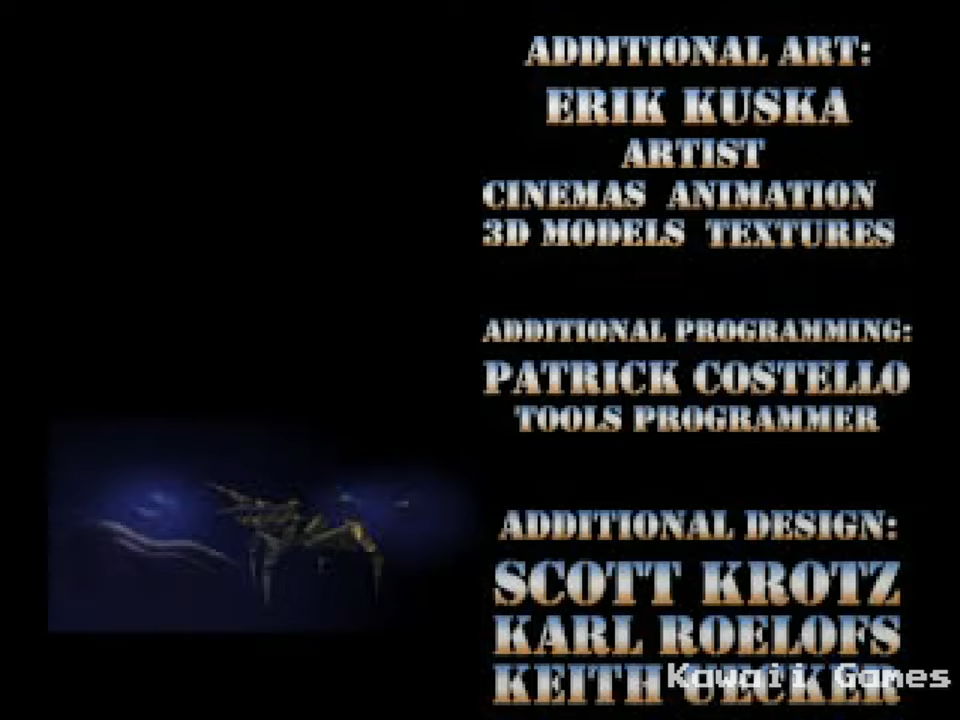 ADDITIONAL ART:
ERIK KUSKA
ARTIST
CINEMAS ANIMATION
3D MODELS TEXTURES
ADDITIONAL PROGRAMMING:
PATRICK COSTELLO
TOOLS PROGRAMMER
ADDITIONAL DESIGN:
SCOTT KROTZ
KARL ROELOFS
KEITH UECKER
Kawaii Games